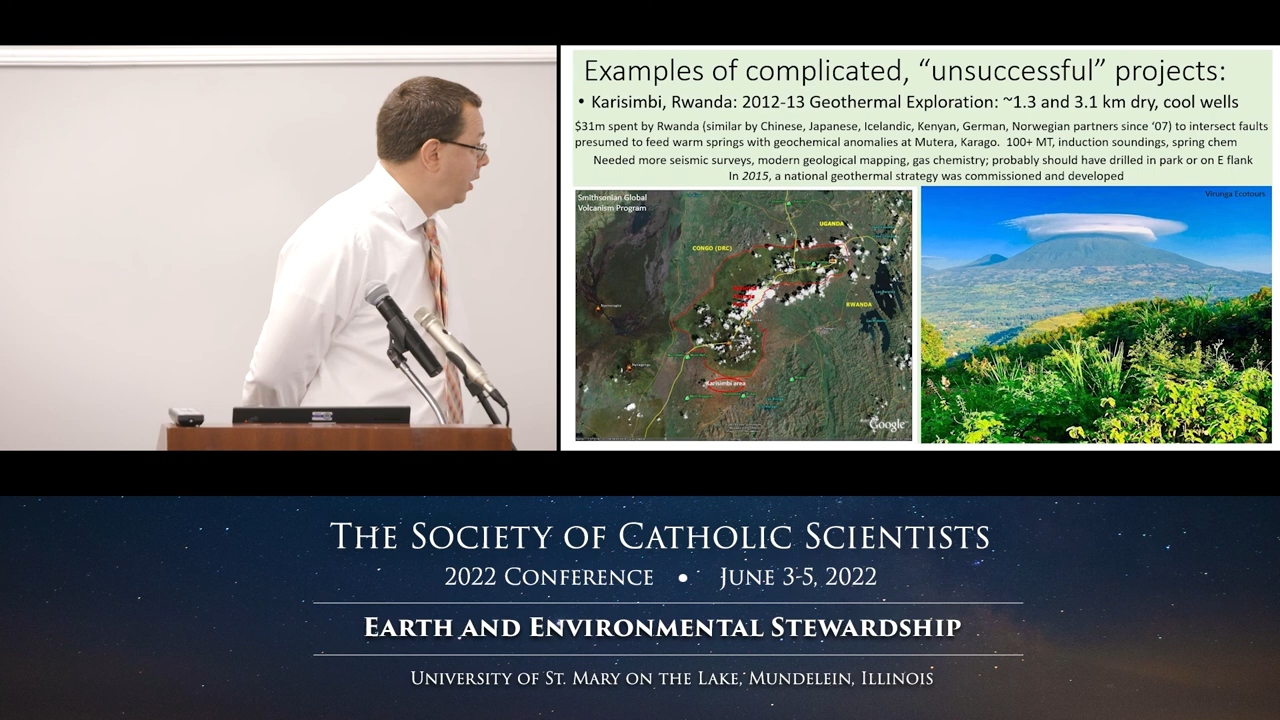 Examples of complicated, “unsuccessful” projects:
• Karisimbi, Rwanda: 2012-13 Geothermal Exploration: ~1.3 and 3.1 km dry, cool wells
$31m spent by Rwanda (similar by Chinese, Japanese, Icelandic, Kenyan, German, Norwegian partners since ‘07) to intersect faults
presumed to feed warm springs with geochemical anomalies at Mutera, Karago. 100+ MT, induction soundings, spring chem
Needed more seismic surveys, modern geological mapping, gas chemistry; probably should have drilled in park or on E flank
In 2015, a national geothermal strategy was commissioned and developed
Smithsonian Global
Volcanism Program
UGANDA
CONGO (DRC)
RWANDA
Karisimbi area
Google
Virunga Ecotours
The Society of Catholic Scientists
2022 Conference • June 3-5, 2022
Earth and Environmental Stewardship
University of St. Mary on the Lake, Mundelein, Illinois